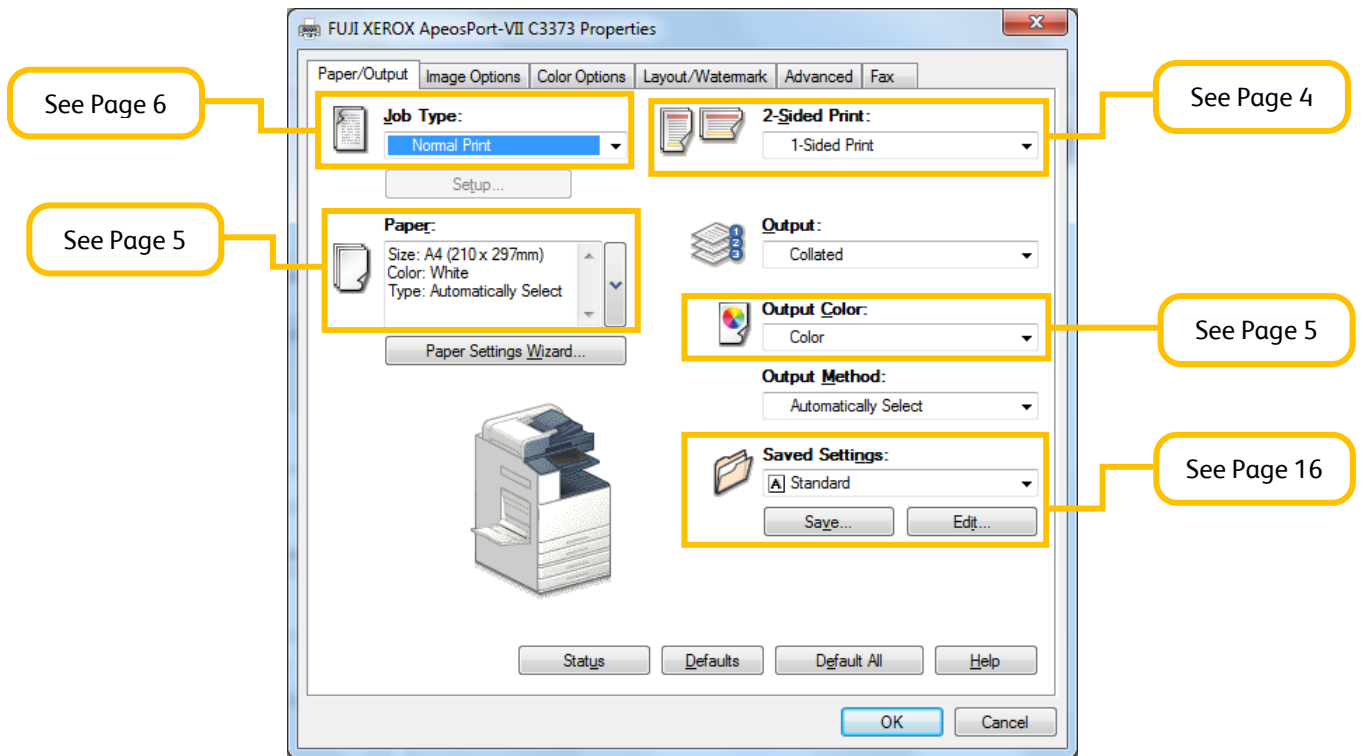 FUJI XEROX ApeosPort-VII C3373 Properties
X
Paper/Output Image Options Color Options Layout/Watermark Advanced Fax
See Page 6
Job Type:
Normal Print
Setup...
2-Sided Print:
1-Sided Print
See Page 4
See Page 5
Paper:
Size: A4 (210 x 297mm)
Color: White
Type: Automatically Select
Paper Settings Wizard...
1
2
3
Output:
Collated
Output Color:
Color
See Page 5
Output Method:
Automatically Select
Saved Settings:
A Standard
Save... Edit...
See Page 16
Status Defaults Default All Help
OK Cancel